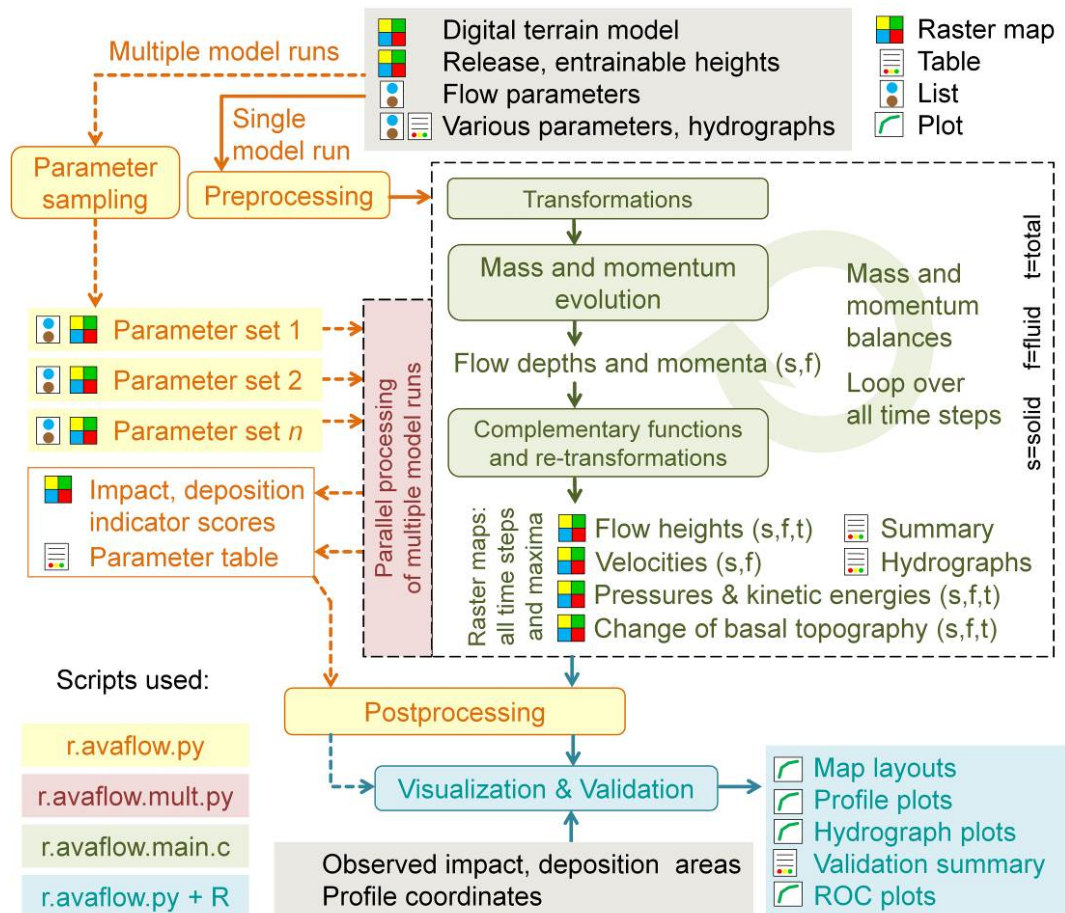 Multiple model runs
Digital terrain model
Release, entrainable heights
Flow parameters
Various parameters, hydrographs
Raster map
Table
List
Plot
Single
model run
Parameter
sampling
Preprocessing
Transformations
Mass and momentum
evolution
Flow depths and momenta (s,f)
Complementary functions
and re-transformations
Mass and
momentum
balances
Loop over
all time steps
s=solid f=fluid t=total
Parameter set 1
Parameter set 2
Parameter set n
Impact, deposition
indicator scores
Parameter table
Parallel processing
of multiple model runs
Raster maps:
all time steps
and maxima
Flow heights (s,f,t)
Velocities (s,f)
Pressures & kinetic energies (s,f,t)
Change of basal topography (s,f,t)
Summary
Hydrographs
Scripts used:
r.avaflow.py
r.avaflow.mult.py
r.avaflow.main.c
r.avaflow.py + R
Postprocessing
Visualization & Validation
Observed impact, deposition areas
Profile coordinates
Map layouts
Profile plots
Hydrograph plots
Validation summary
ROC plots